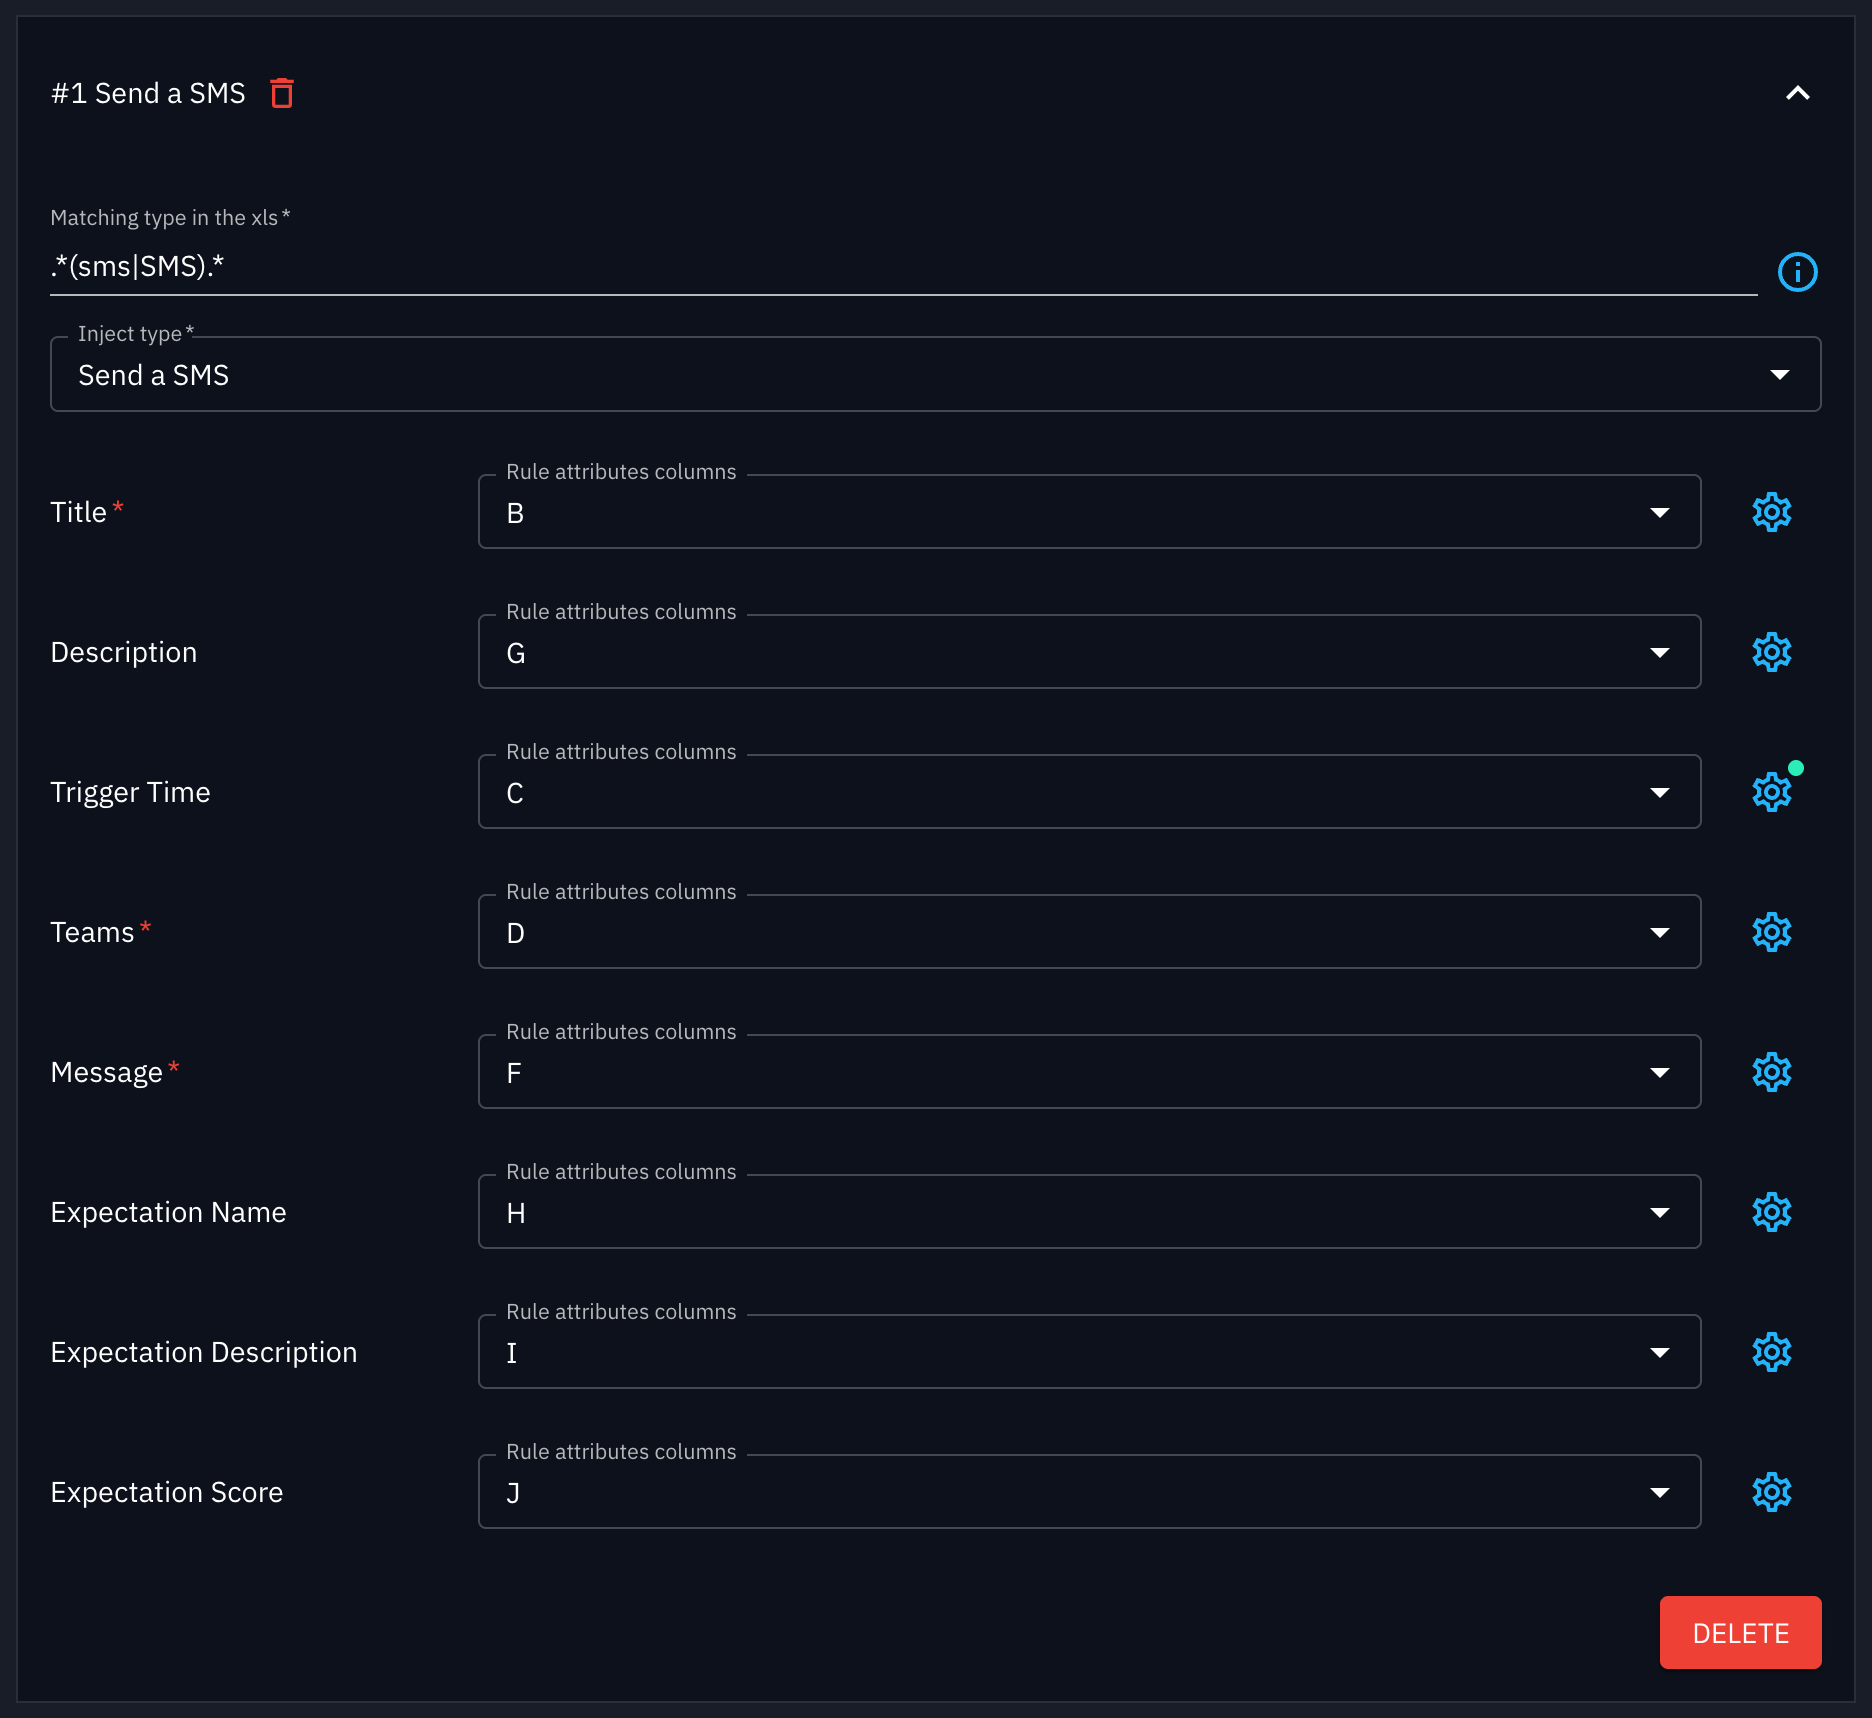 #1 Send a SMS
Matching type in the xls *
.*(sms|SMS).*
Inject type *
Send a SMS
Title *
Rule attributes columns
B
Description
Rule attributes columns
G
Trigger Time
Rule attributes columns
C
Teams *
Rule attributes columns
D
Message *
Rule attributes columns
F
Expectation Name
Rule attributes columns
H
Expectation Description
Rule attributes columns
I
Expectation Score
Rule attributes columns
J
DELETE